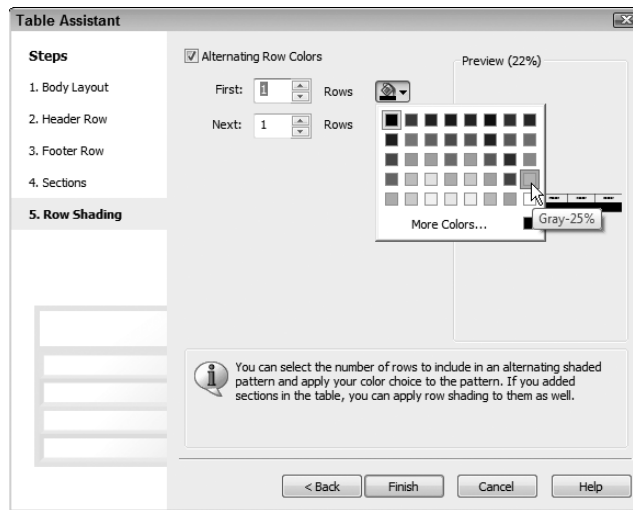 Table Assistant
Steps
1. Body Layout
2. Header Row
3. Footer Row
4. Sections
5. Row Shading
Alternating Row Colors
First: 1 Rows
Next: 1 Rows
Preview (22%)
More Colors...
Gray-25%
You can select the number of rows to include in an alternating shaded
pattern and apply your color choice to the pattern. If you added
sections in the table, you can apply row shading to them as well.
< Back
Finish
Cancel
Help